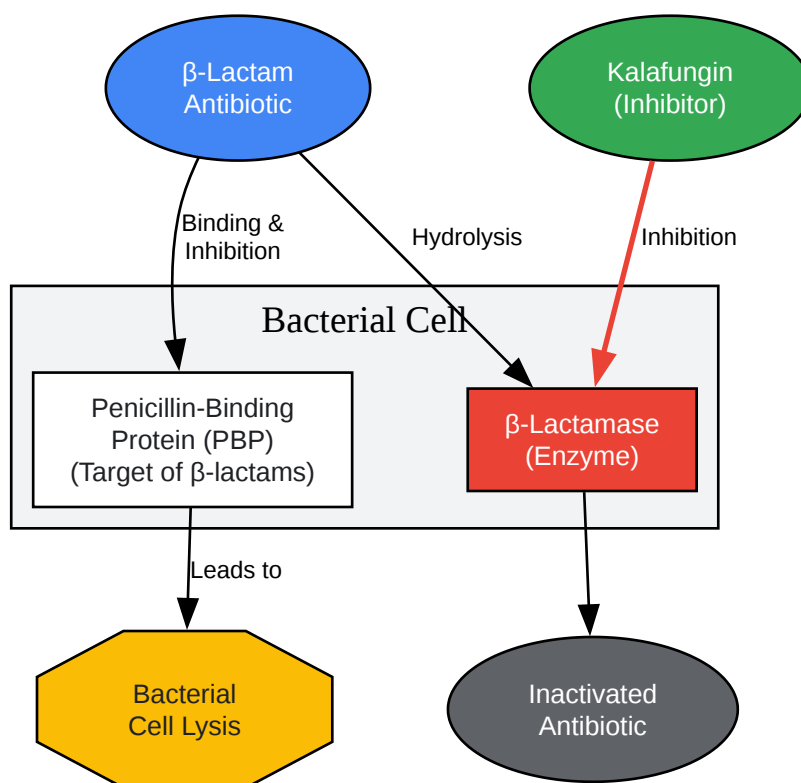 β-Lactam
Antibiotic
Kalafungin
(Inhibitor)
Binding &
Inhibition
Hydrolysis
Inhibition
Bacterial Cell
Penicillin-Binding
Protein (PBP)
(Target of β-lactams)
β-Lactamase
(Enzyme)
Leads to
Bacterial
Cell Lysis
Inactivated
Antibiotic